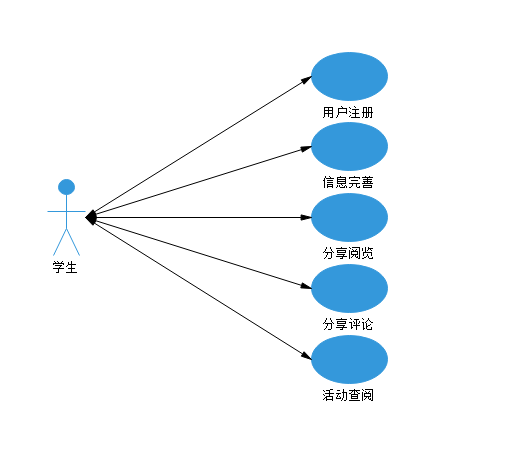 用户注册
信息完善
分享阅览
学生
分享评论
活动查阅